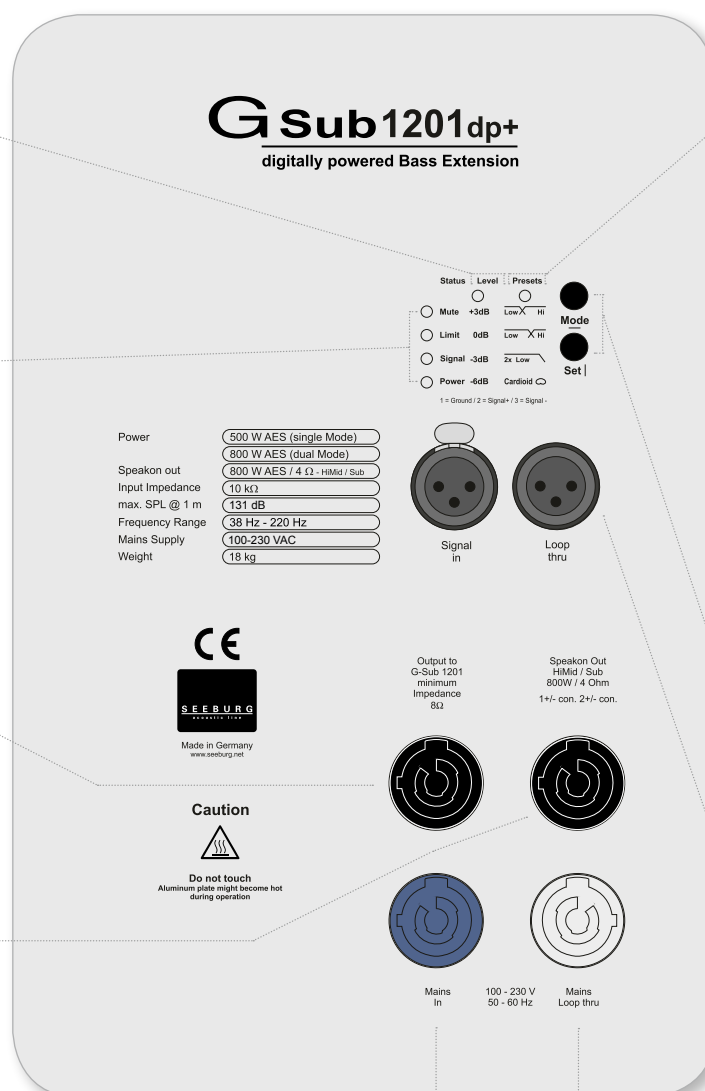 G Sub 1201 dp+
digitally powered Bass Extension
Status Level Presets
Mute +3dB Low Hi
Mode
Limit 0dB Low Hi
Signal -3dB 2x Low
Set
Power -6dB Cardioid
1 = Ground / 2 = Signal+ / 3 = Signal -
Power 500 W AES (single Mode)
800 W AES (dual Mode)
Speakon out 800 W AES / 4 Ω - HiMid / Sub
Input Impedance 10 kΩ
max. SPL @ 1 m 131 dB
Frequency Range 38 Hz - 220 Hz
Mains Supply 100-230 VAC
Weight 18 kg
Signal
in
Loop
thru
CE
SEEBURG
acoustic line
Made in Germany
www.seeburg.net
Output to
G-Sub 1201
minimum
Impedance
8Ω
Speakon Out
HiMid / Sub
800W / 4 Ohm
1+/- con. 2+/- con.
Caution
Do not touch
Aluminum plate might become hot
during operation
Mains
In
100 - 230 V
50 - 60 Hz
Mains
Loop thru